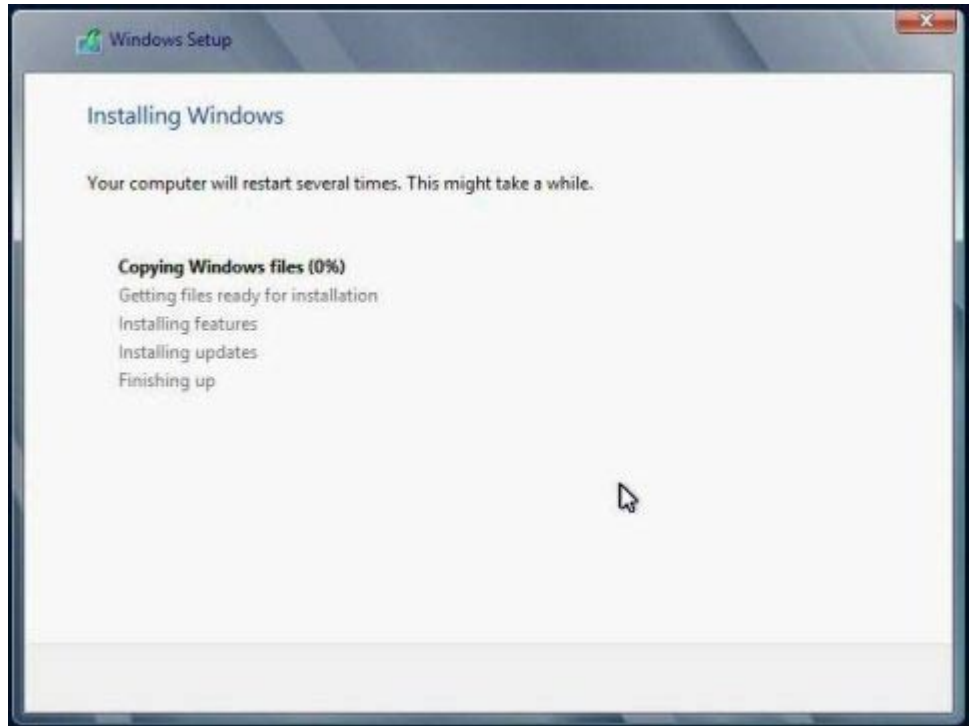 Windows Setup
Installing Windows
Your computer will restart several times. This might take a while.
Copying Windows files (0%)
Getting files ready for installation
Installing features
Installing updates
Finishing up